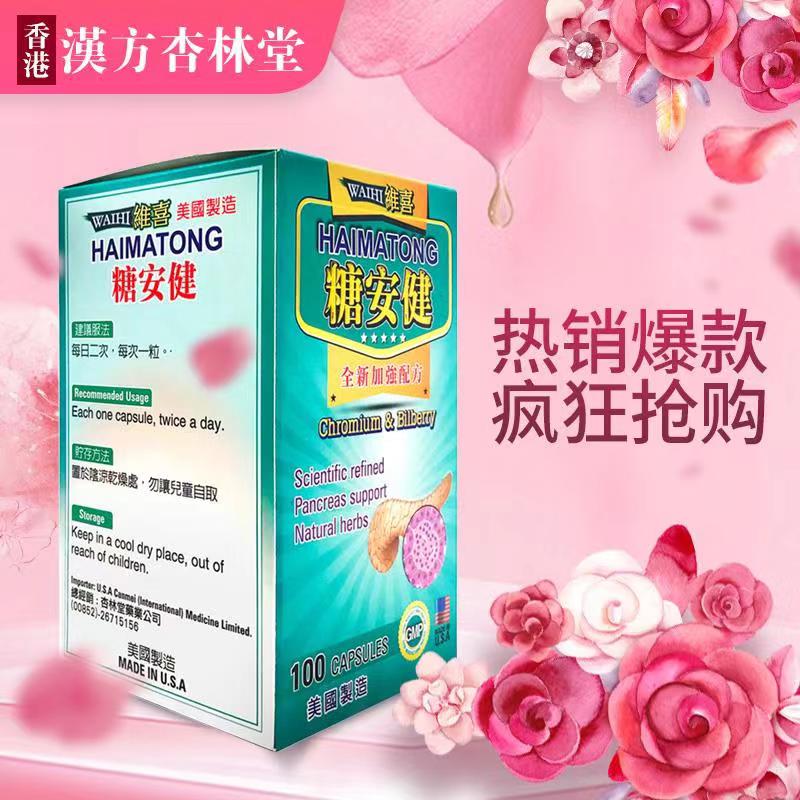 香港
漢方杏林堂
WAIHI 維喜 美國製造
HAIMATONG
糖安健
建議服法
每日二次，每次一粒。
Recommended Usage
Each one capsule, twice a day.
貯存方法
置於陰涼乾燥處，勿讓兒童自取
Storage
Keep in a cool dry place, out of
reach of children.
Importer: U.S.A Canmei (International) Medicine Limited.
總經銷：杏林堂藥業公司
(00852)-26715156
美國製造
MADE IN U.S.A
WAIHI 維喜
HAIMATONG
糖安健
全新加強配方
Chromium & Bilberry
Scientific refined
Pancreas support
Natural herbs
GMP
MADE IN
U.S.A
100 CAPSULES
美國製造
热销爆款
疯狂抢购